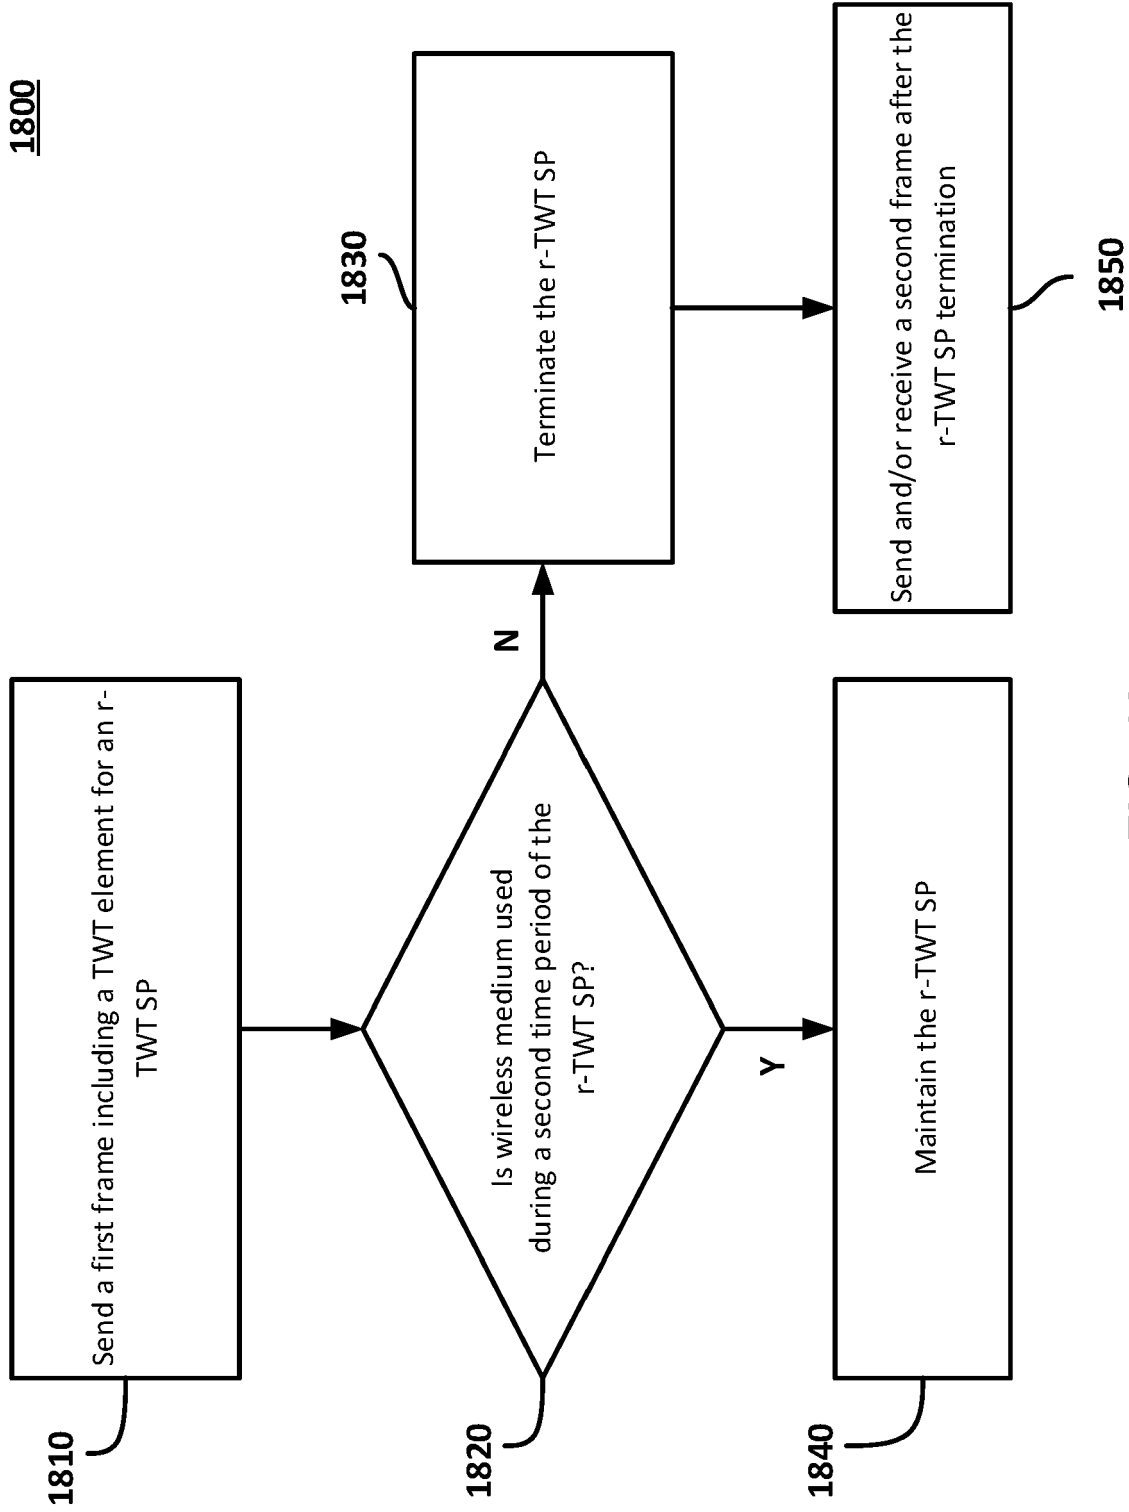 1800
1810
Send a first frame including a TWT element for an r-
TWT SP
1820
Is wireless medium used
during a second time period of the
r-TWT SP?
N
1830
Terminate the r-TWT SP
Y
1840
Maintain the r-TWT SP
Send and/or receive a second frame after the
r-TWT SP termination
1850